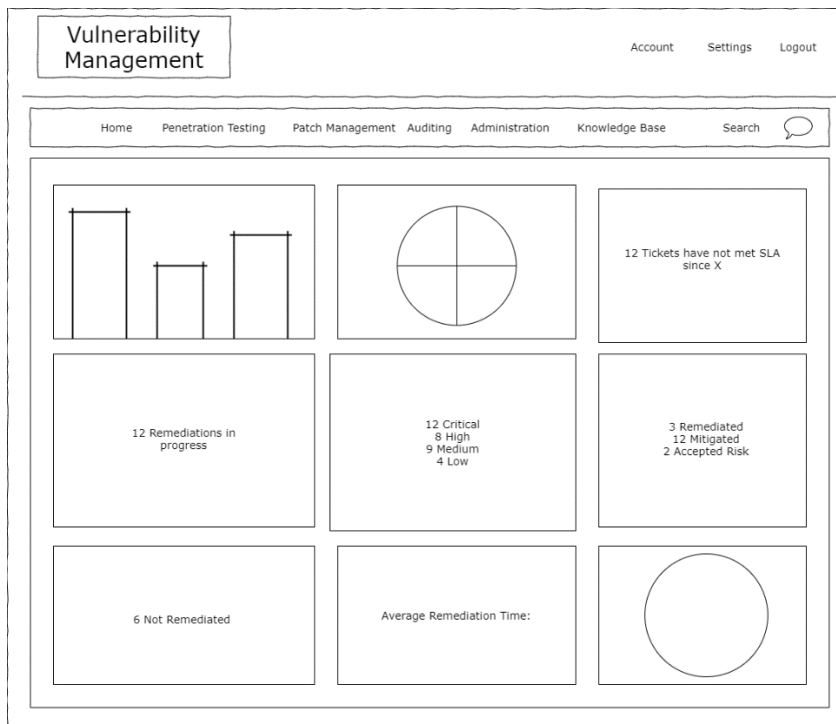 Vulnerability
Management
Account Settings Logout
Home Penetration Testing Patch Management Auditing Administration Knowledge Base Search
12 Tickets have not met SLA
since X
12 Remediations in
progress
12 Critical
8 High
9 Medium
4 Low
3 Remediated
12 Mitigated
2 Accepted Risk
6 Not Remediated
Average Remediation Time: